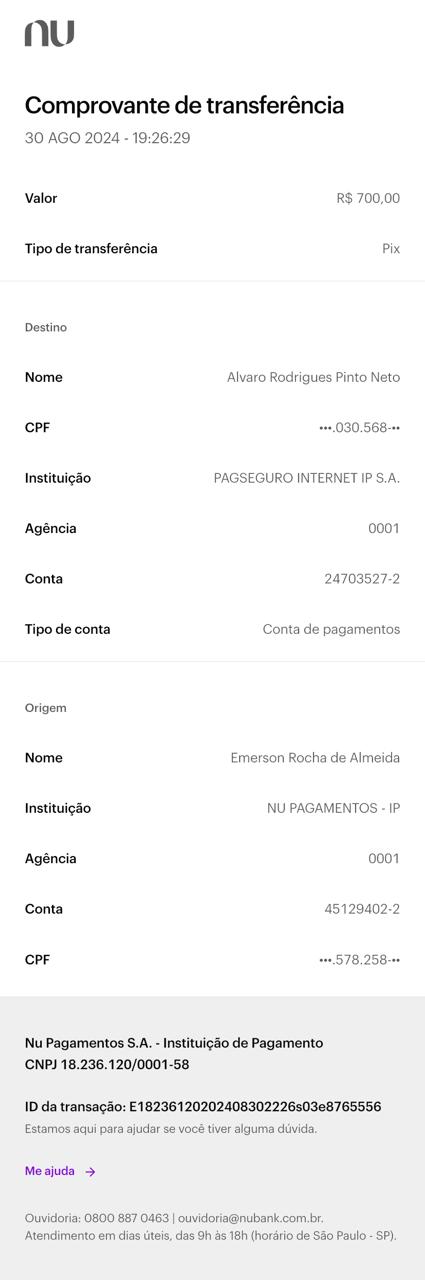 nu
Comprovante de transferência
30 AGO 2024 - 19:26:29
Valor R$ 700,00
Tipo de transferência Pix
Destino
Nome Alvaro Rodrigues Pinto Neto
CPF •••.030.568-••
Instituição PAGSEGURO INTERNET IP S.A.
Agência 0001
Conta 24703527-2
Tipo de conta Conta de pagamentos
Origem
Nome Emerson Rocha de Almeida
Instituição NU PAGAMENTOS - IP
Agência 0001
Conta 45129402-2
CPF •••.578.258-••
Nu Pagamentos S.A. - Instituição de Pagamento
CNPJ 18.236.120/0001-58
ID da transação: E18236120202408302226s03e8765556
Estamos aqui para ajudar se você tiver alguma dúvida.
Me ajuda →
Ouvidoria: 0800 887 0463 | ouvidoria@nubank.com.br.
Atendimento em dias úteis, das 9h às 18h (horário de São Paulo - SP).